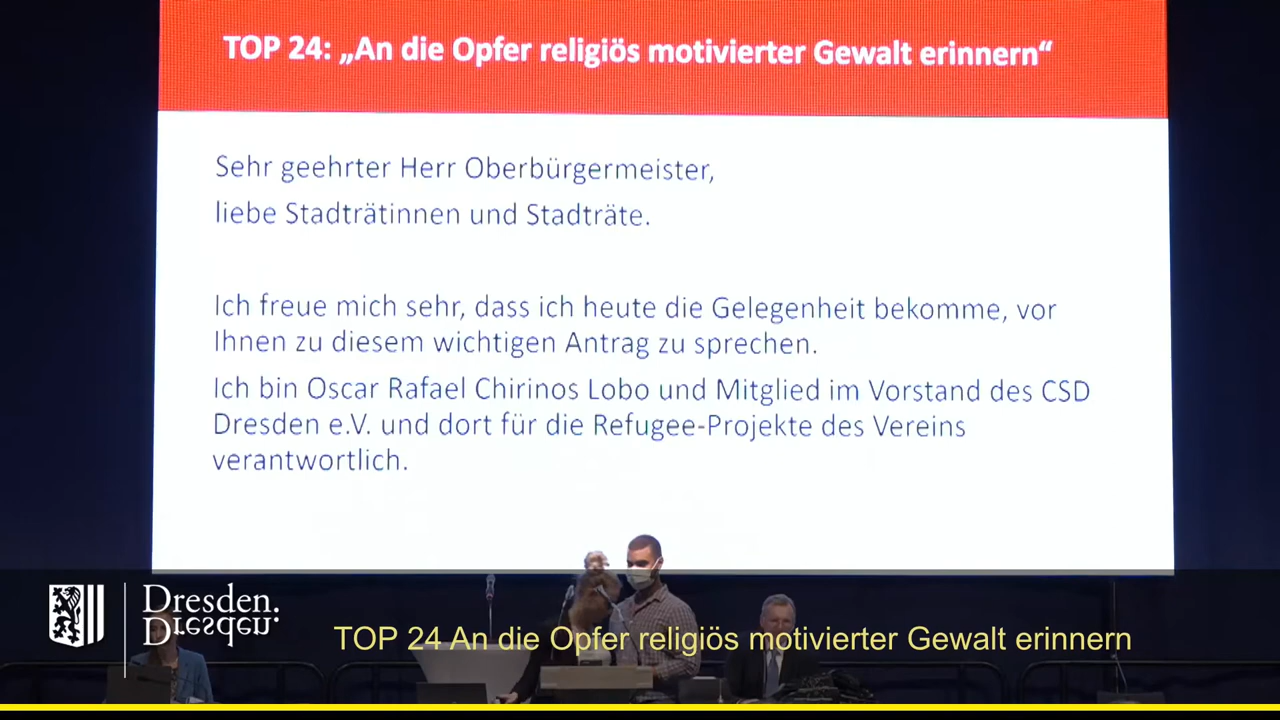 TOP 24: „An die Opfer religiös motivierter Gewalt erinnern“
Sehr geehrter Herr Oberbürgermeister,
liebe Stadträtinnen und Stadträte.
Ich freue mich sehr, dass ich heute die Gelegenheit bekomme, vor
Ihnen zu diesem wichtigen Antrag zu sprechen.
Ich bin Oscar Rafael Chirinos Lobo und Mitglied im Vorstand des CSD
Dresden e.V. und dort für die Refugee-Projekte des Vereins
verantwortlich.
Dresden.
Dresden.
TOP 24 An die Opfer religiös motivierter Gewalt erinnern